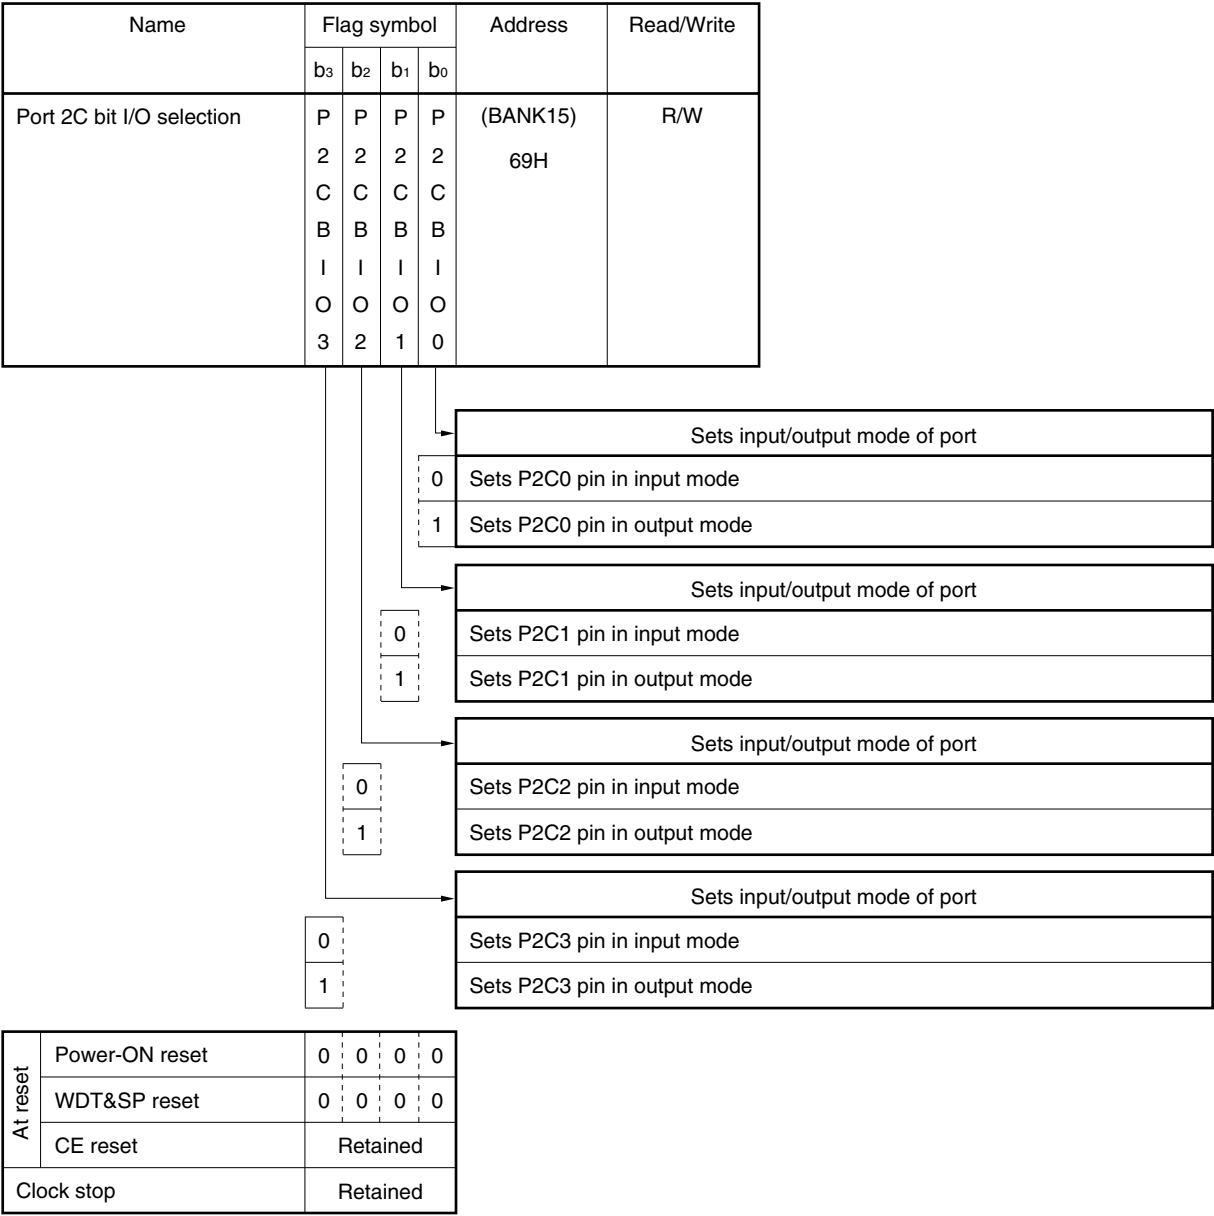 Name Flag symbol Address Read/Write
b3 b2 b1 b0
Port 2C bit I/O selection P P P P (BANK15) R/W
2 2 2 2 69H
C C C C
B B B B
I I I I
O O O O
3 2 1 0
Sets input/output mode of port
0 Sets P2C0 pin in input mode
1 Sets P2C0 pin in output mode
Sets input/output mode of port
0 Sets P2C1 pin in input mode
1 Sets P2C1 pin in output mode
Sets input/output mode of port
0 Sets P2C2 pin in input mode
1 Sets P2C2 pin in output mode
Sets input/output mode of port
0 Sets P2C3 pin in input mode
1 Sets P2C3 pin in output mode
At reset
Power-ON reset 0 0 0 0
WDT&SP reset 0 0 0 0
CE reset Retained
Clock stop Retained